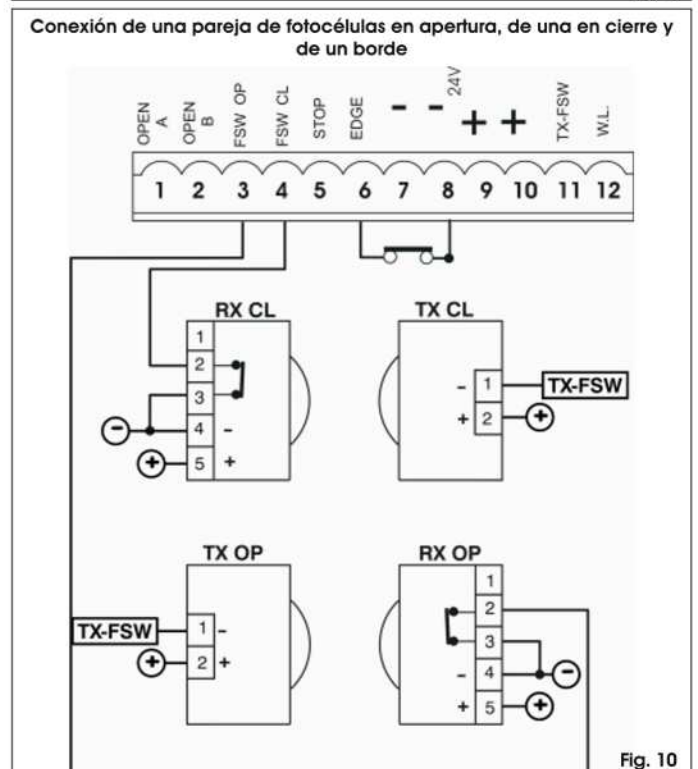 Conexión de una pareja de fotocélulas en apertura, de una en cierre y
de un borde
OPEN A
OPEN B
FSW OP
FSW CL
STOP
EDGE
-
-
24V
+
+
TX-FSW
W.L.
1 2 3 4 5 6 7 8 9 10 11 12
RX CL
1
2
3
4 -
5 +
-
+
TX CL
- 1
+ 2
TX-FSW
+
TX OP
TX-FSW
+
1 -
2 +
RX OP
1
2
3
- 4
+ 5
-
+
Fig. 10